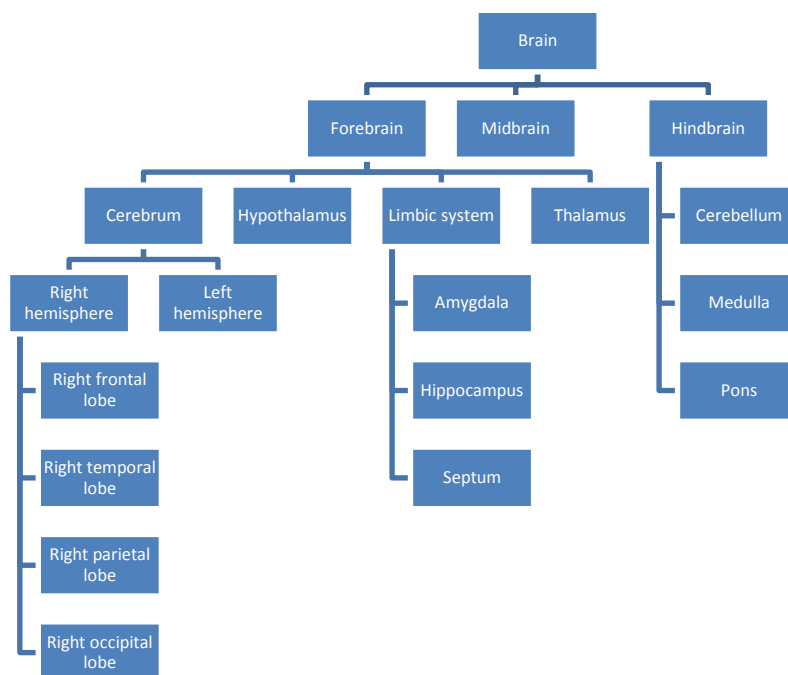 Brain
Forebrain
Midbrain
Hindbrain
Cerebrum
Hypothalamus
Limbic system
Thalamus
Cerebellum
Right
hemisphere
Left
hemisphere
Amygdala
Medulla
Right frontal
lobe
Hippocampus
Pons
Right temporal
lobe
Septum
Right parietal
lobe
Right occipital
lobe